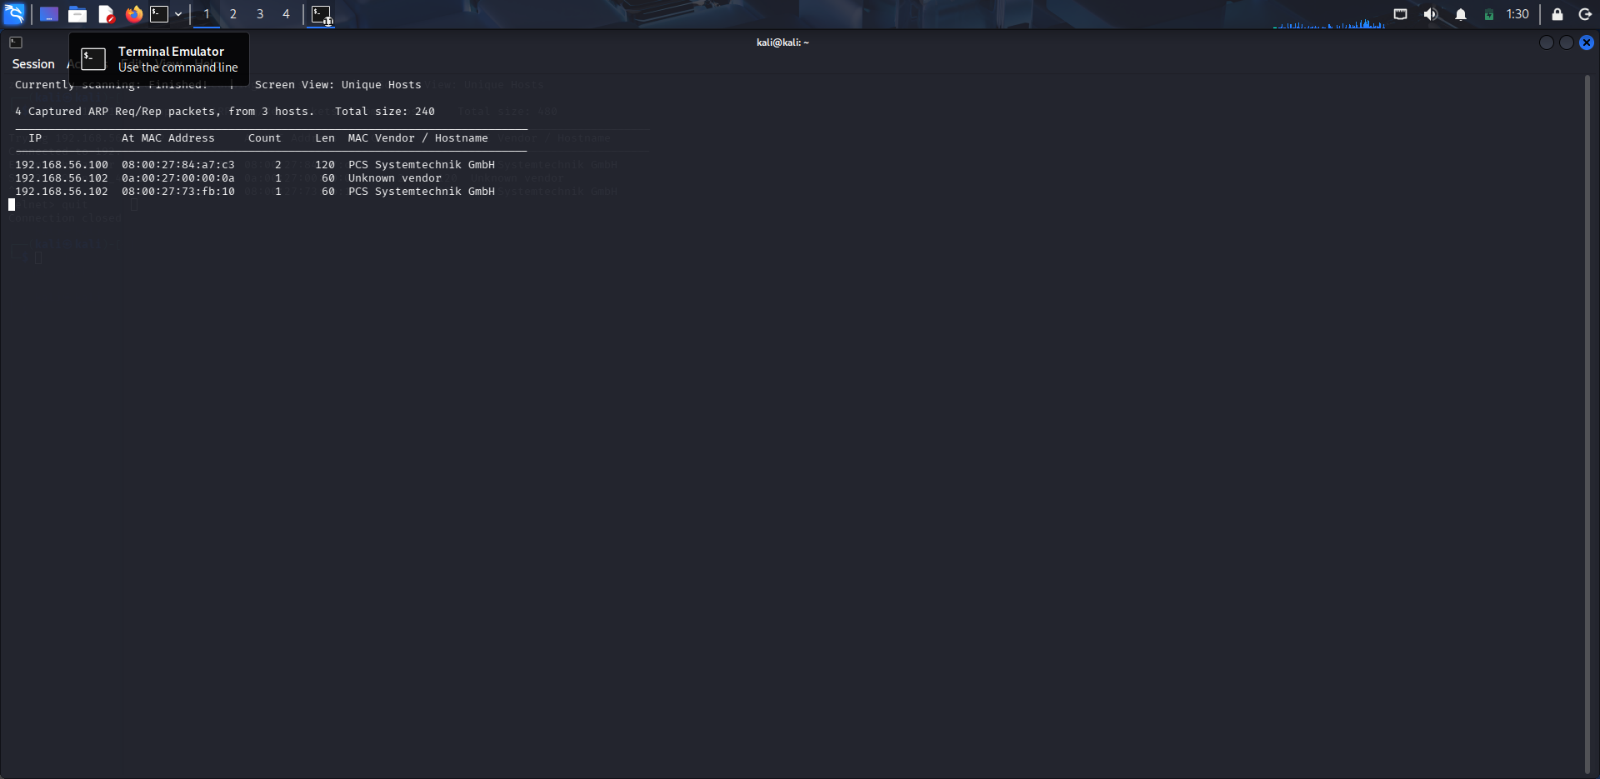 1 2 3 4
1:30
kali@kali: ~
Terminal Emulator
Use the command line
Session
Currently scanning: Finished! | Screen View: Unique Hosts
4 Captured ARP Req/Rep packets, from 3 hosts. Total size: 240
IP At MAC Address Count Len MAC Vendor / Hostname
192.168.56.100 08:00:27:84:a7:c3 2 120 PCS Systemtechnik GmbH
192.168.56.102 0a:00:27:00:00:0a 1 60 Unknown vendor
192.168.56.102 08:00:27:73:fb:10 1 60 PCS Systemtechnik GmbH